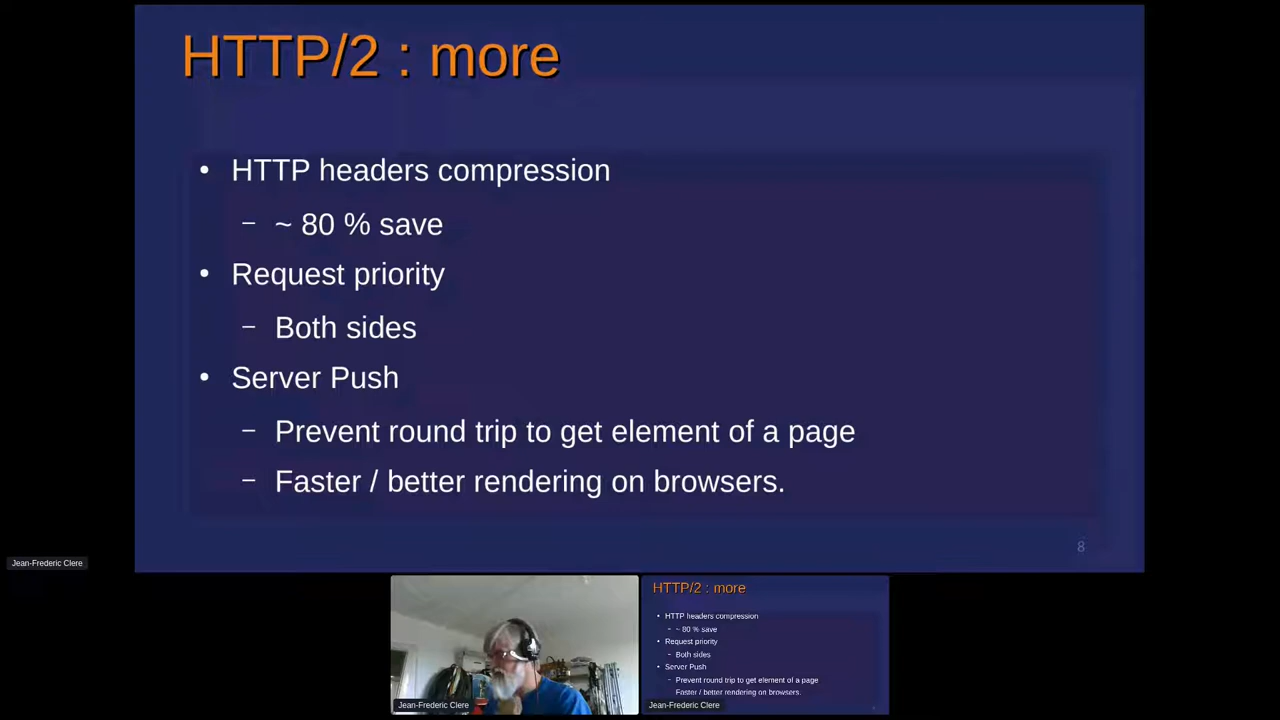 HTTP/2 : more
• HTTP headers compression
– ~ 80 % save
• Request priority
– Both sides
• Server Push
– Prevent round trip to get element of a page
– Faster / better rendering on browsers.
8
Jean-Frederic Clere
Jean-Frederic Clere
HTTP/2 : more
• HTTP headers compression
– ~ 80 % save
• Request priority
– Both sides
• Server Push
– Prevent round trip to get element of a page
Faster / better rendering on browsers.
Jean-Frederic Clere